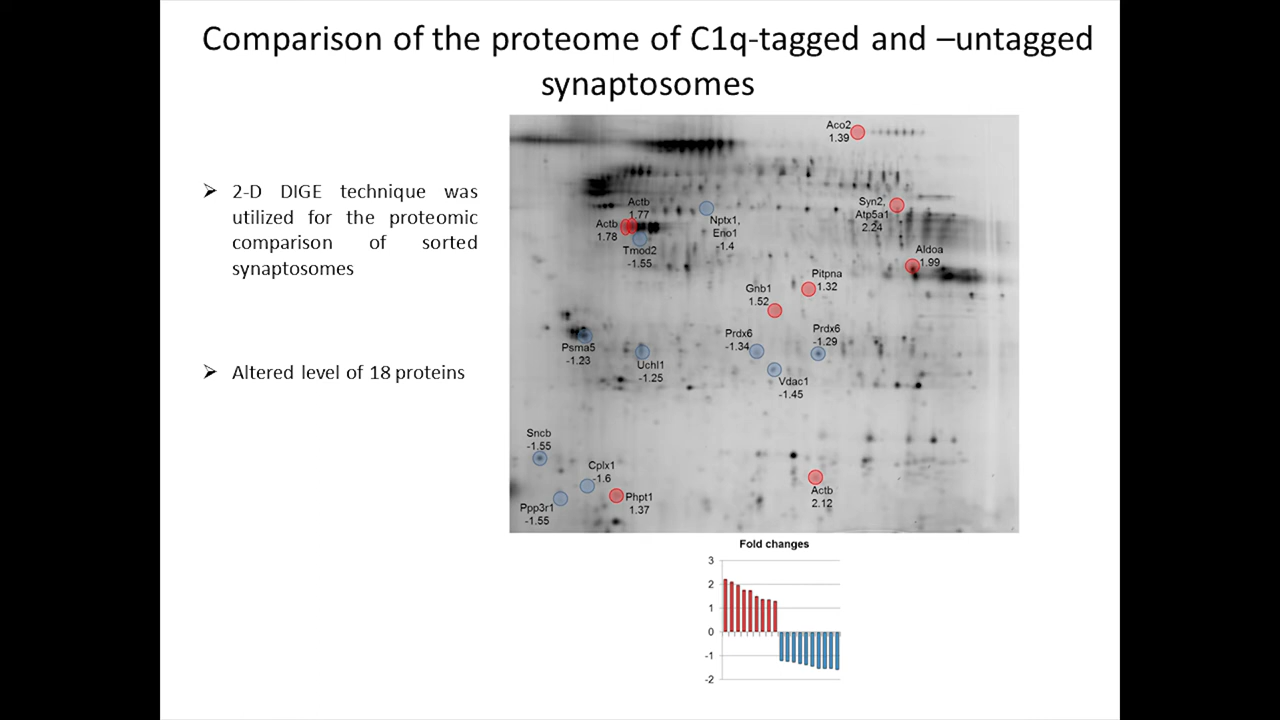 Comparison of the proteome of C1q-tagged and –untagged
synaptosomes
➢ 2-D DIGE technique was
utilized for the proteomic
comparison of sorted
synaptosomes
➢ Altered level of 18 proteins
Aco2
1.39
Actb
1.77
Actb
1.78
Tmod2
-1.55
Nptx1,
Eno1
-1.4
Syn2,
Atp5a1
2.24
Aldoa
1.99
Pitpna
1.32
Gnb1
1.52
Prdx6
-1.34
Prdx6
-1.29
Psma5
-1.23
Uchl1
-1.25
Vdac1
-1.45
Sncb
-1.55
Cplx1
-1.6
Ppp3r1
-1.55
Phpt1
1.37
Actb
2.12
Fold changes
3
2
1
0
-1
-2